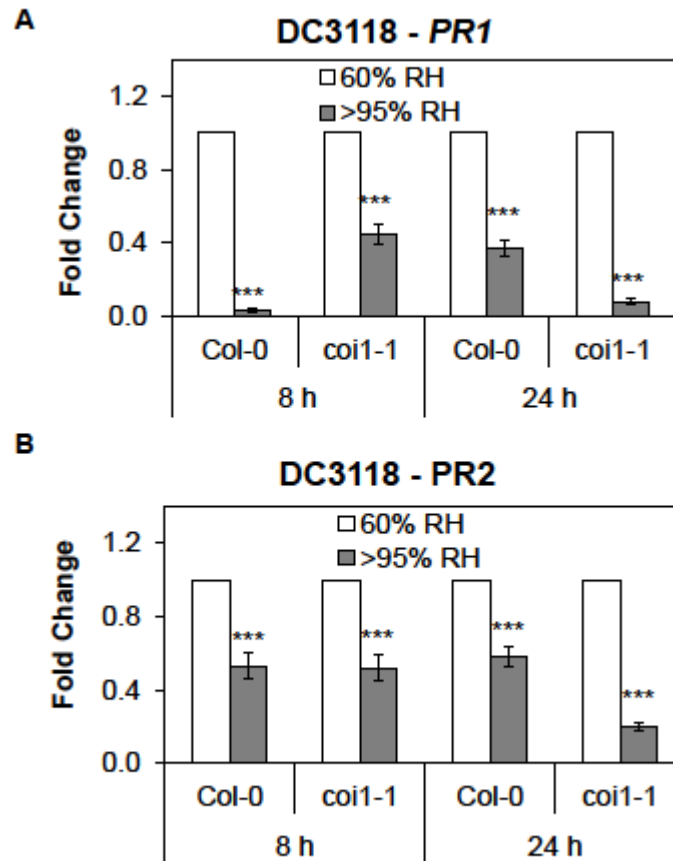 A
DC3118 - PR1
60% RH
>95% RH
Fold Change
1.2
0.8
0.4
0.0
***
***
***
***
Col-0 coi1-1 Col-0 coi1-1
8 h 24 h
B
DC3118 - PR2
60% RH
>95% RH
Fold Change
1.2
0.8
0.4
0.0
***
***
***
***
Col-0 coi1-1 Col-0 coi1-1
8 h 24 h